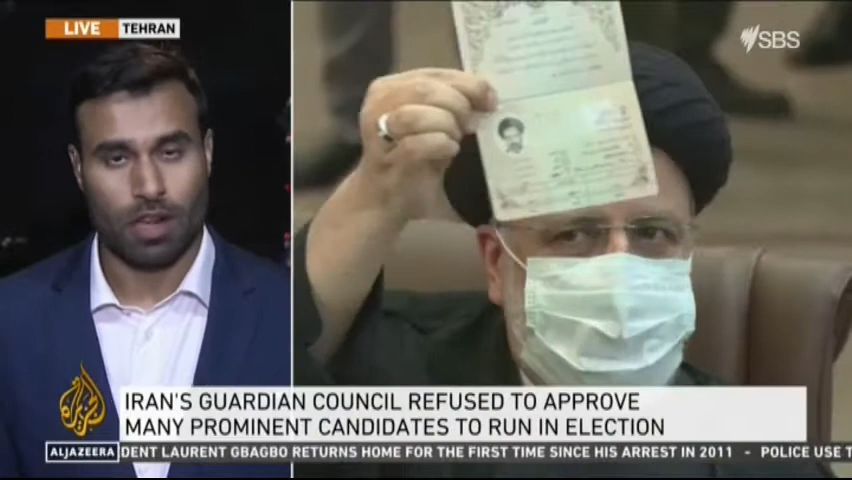 LIVE TEHRAN
SBS
IRAN'S GUARDIAN COUNCIL REFUSED TO APPROVE
MANY PROMINENT CANDIDATES TO RUN IN ELECTION
ALJAZEERA DENT LAURENT GBAGBO RETURNS HOME FOR THE FIRST TIME SINCE HIS ARREST IN 2011 - POLICE USE T